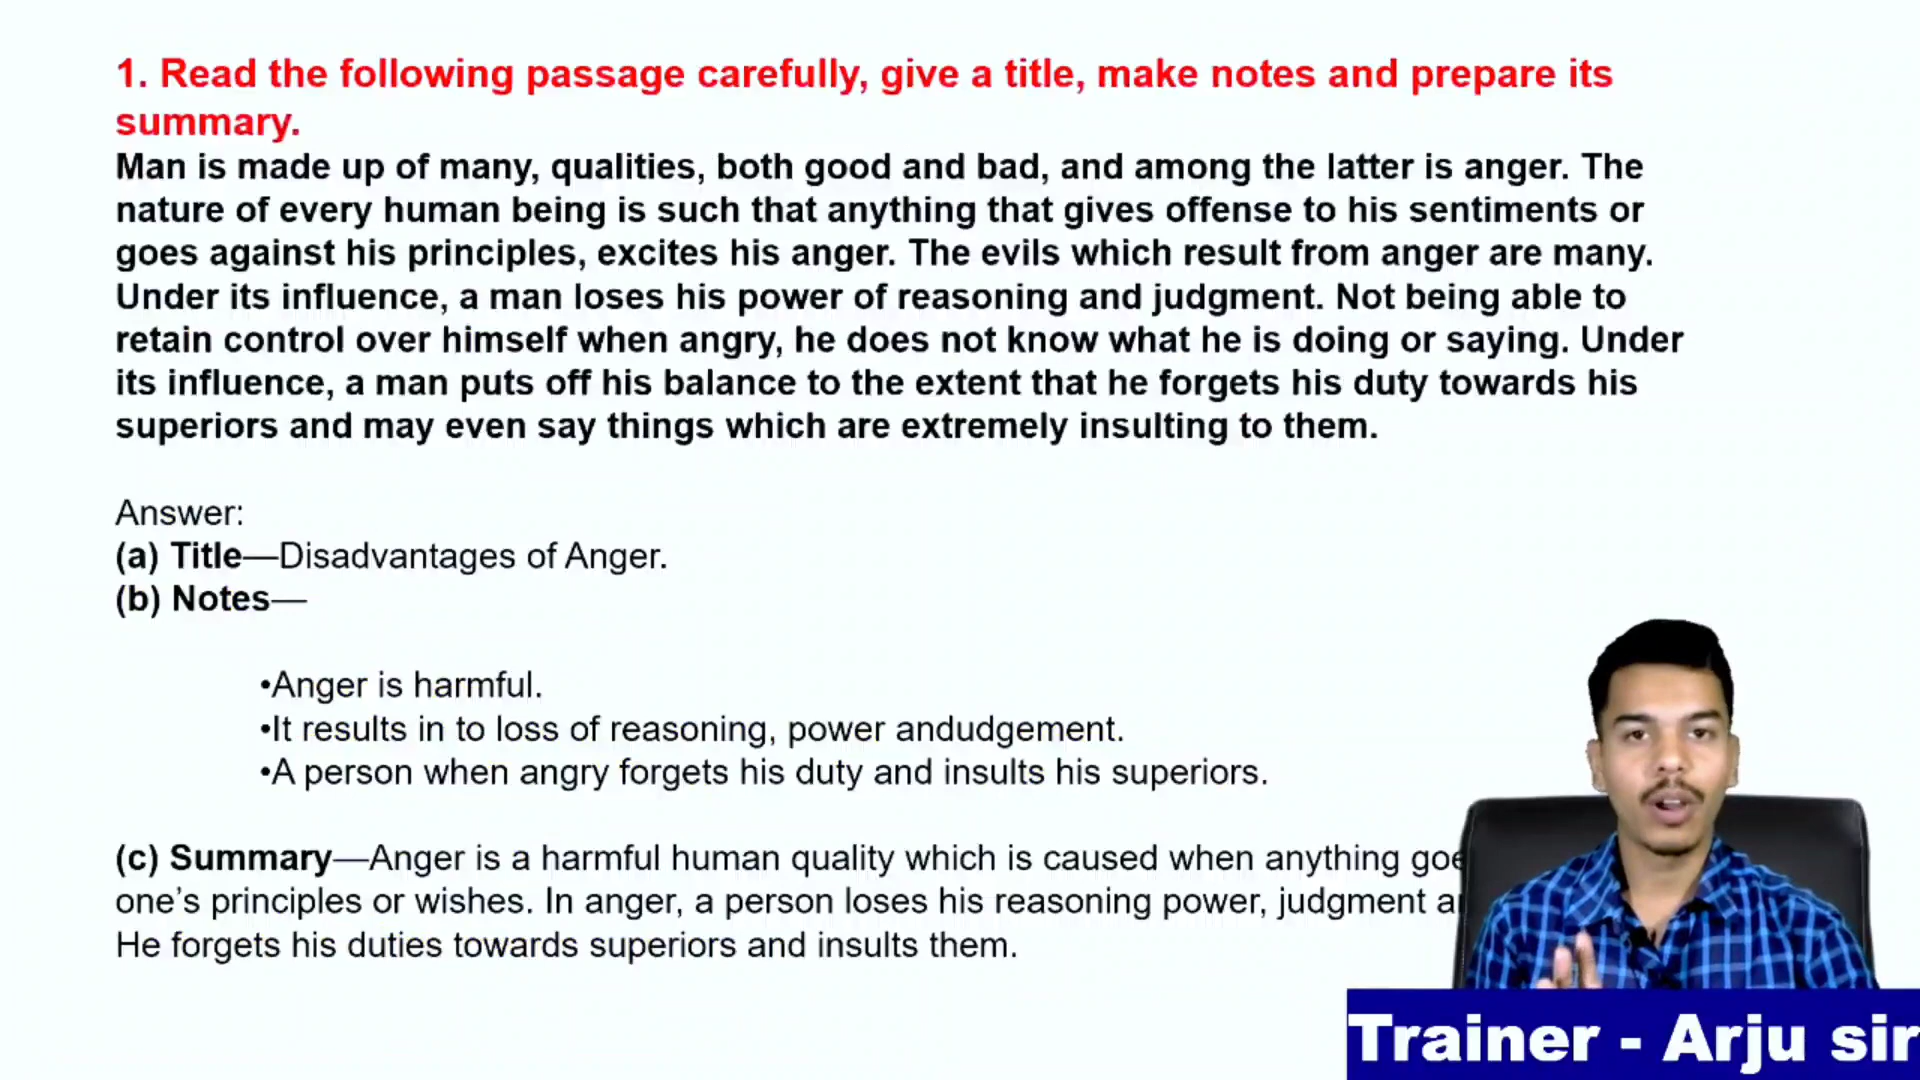 1. Read the following passage carefully, give a title, make notes and prepare its
summary.
Man is made up of many, qualities, both good and bad, and among the latter is anger. The
nature of every human being is such that anything that gives offense to his sentiments or
goes against his principles, excites his anger. The evils which result from anger are many.
Under its influence, a man loses his power of reasoning and judgment. Not being able to
retain control over himself when angry, he does not know what he is doing or saying. Under
its influence, a man puts off his balance to the extent that he forgets his duty towards his
superiors and may even say things which are extremely insulting to them.
Answer:
(a) Title—Disadvantages of Anger.
(b) Notes—
•Anger is harmful.
•It results in to loss of reasoning, power andudgement.
•A person when angry forgets his duty and insults his superiors.
(c) Summary—Anger is a harmful human quality which is caused when anything
one’s principles or wishes. In anger, a person loses his reasoning power, judgment
He forgets his duties towards superiors and insults them.
Trainer - Arju sir